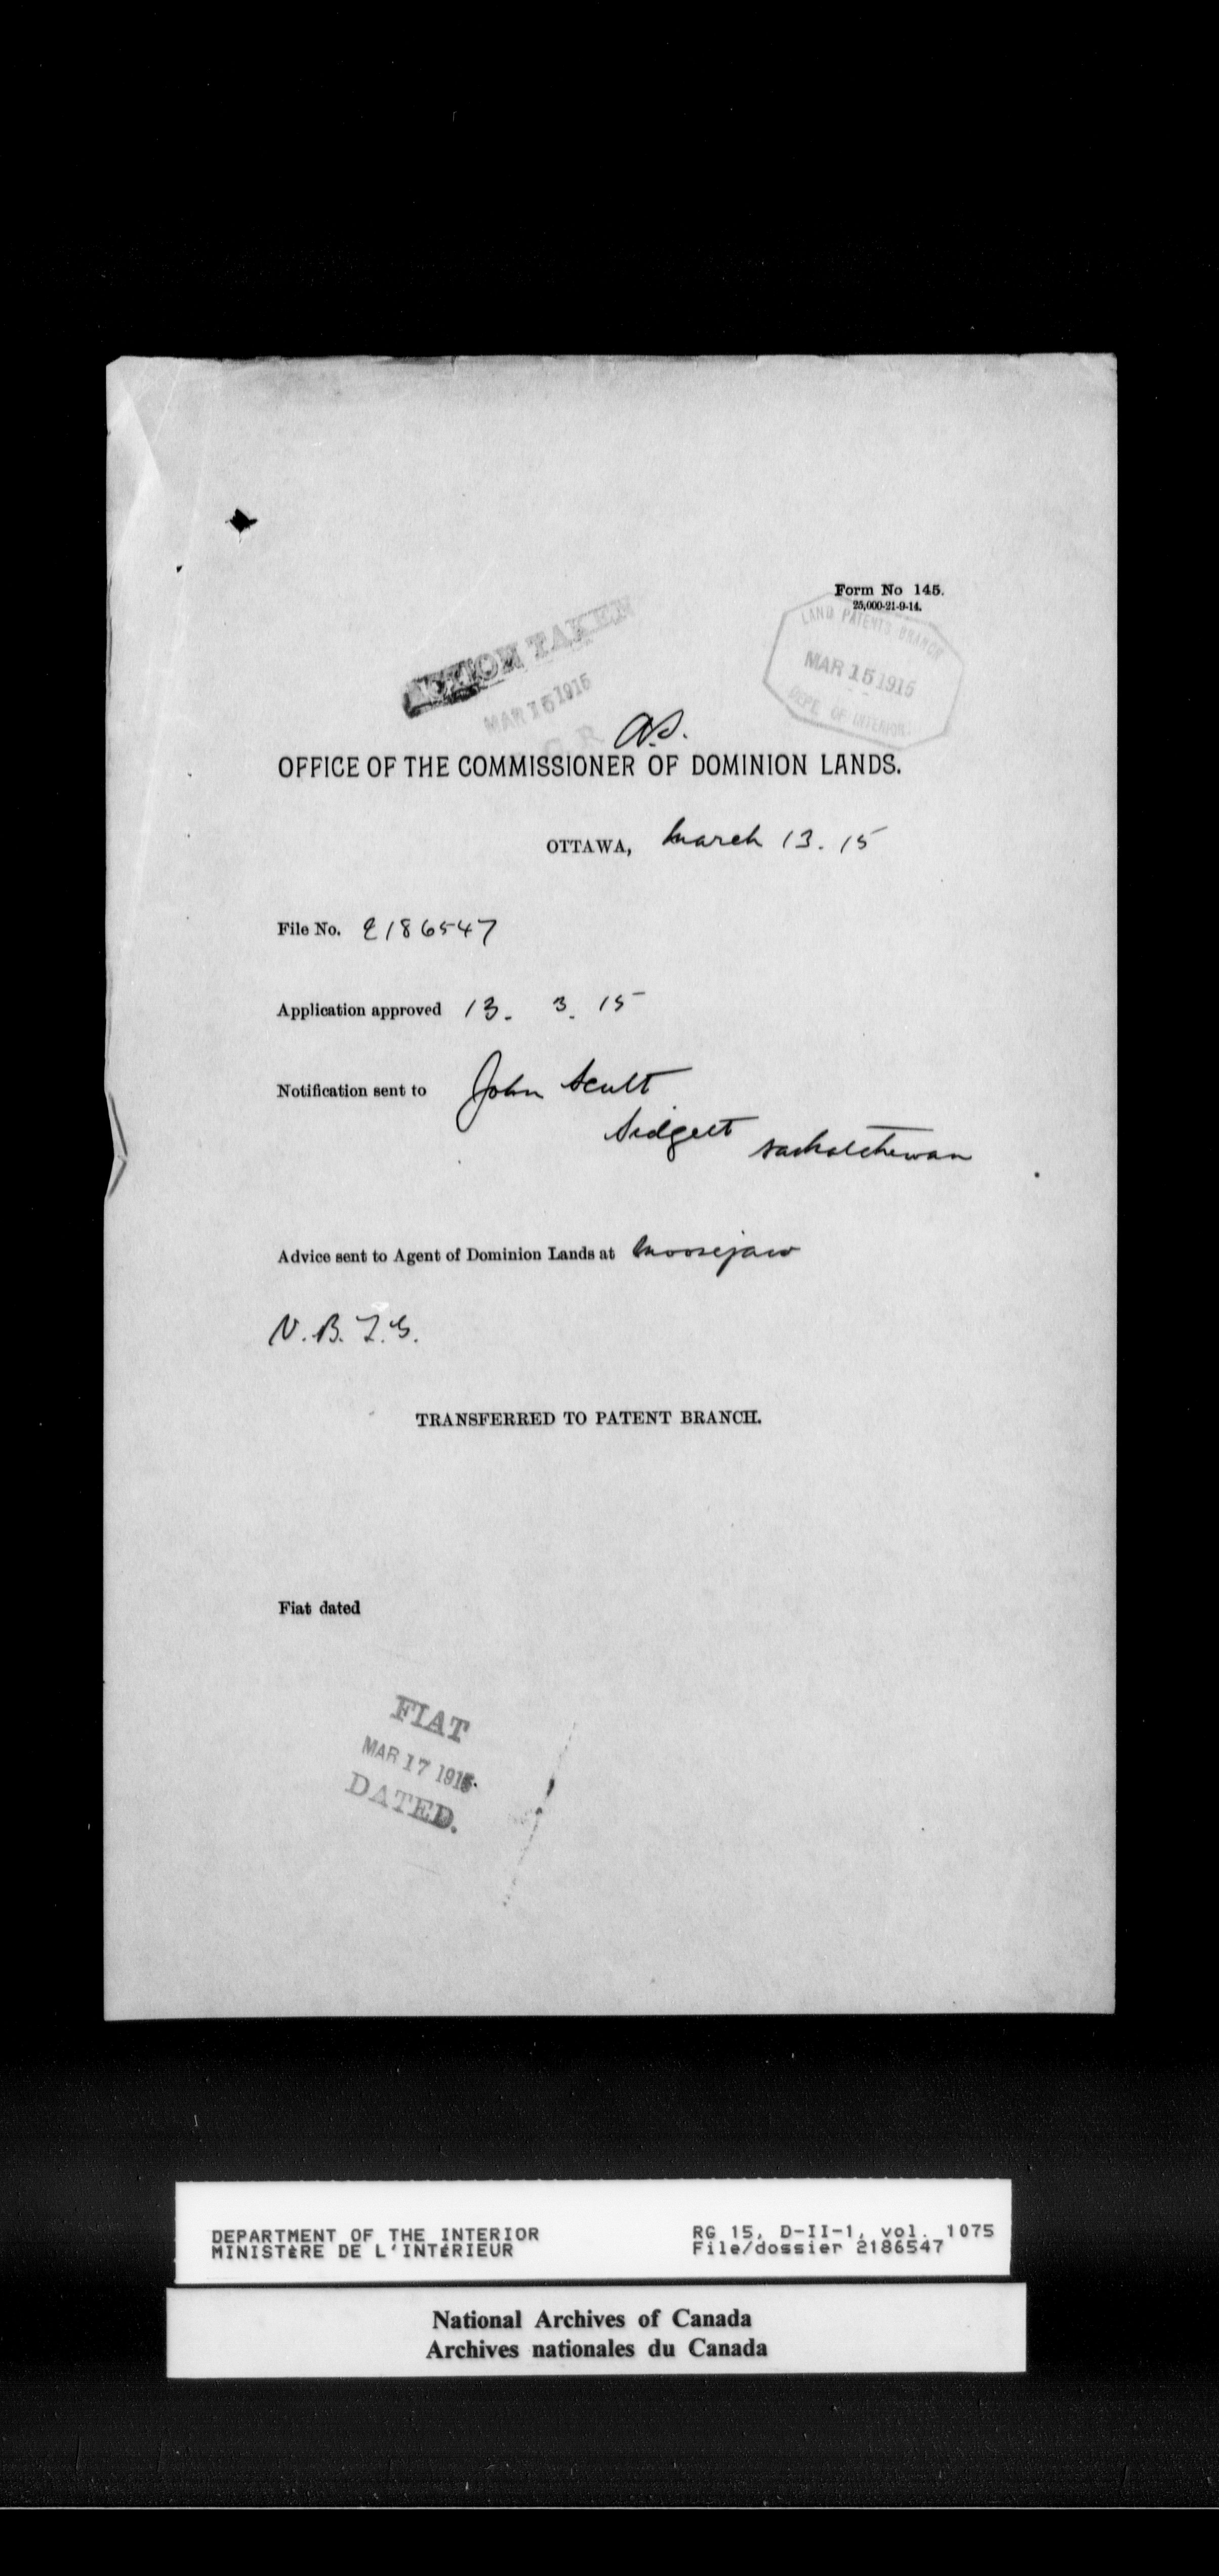 Form No 145.
25,000-21-9-14.
LAND PATENTS BRANCH
MAR 15 1915
DEPT. OF INTERIOR.
ACTION TAKEN
MAR 15 1915
OFFICE OF THE COMMISSIONER OF DOMINION LANDS.
OTTAWA, March 13. 15
File No. 2186547
Application approved 13. 3. 15
Notification sent to John Scutt
Saskatchewan
Advice sent to Agent of Dominion Lands at Moosejaw
TRANSFERRED TO PATENT BRANCH.
Fiat dated
FIAT
MAR 17 1915
DATED.
DEPARTMENT OF THE INTERIOR
MINISTÈRE DE L'INTÉRIEUR
RG 15, D-II-1, vol. 1075
File/dossier 2186547
National Archives of Canada
Archives nationales du Canada